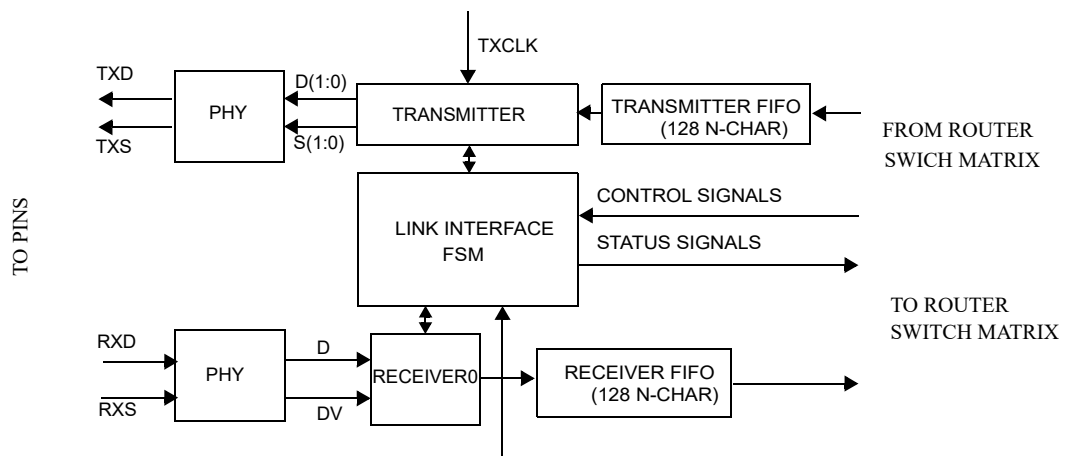 TXCLK
TXD
D(1:0)
PHY
TRANSMITTER
TRANSMITTER FIFO
(128 N-CHAR)
TXS
S(1:0)
FROM ROUTER
SWICH MATRIX
CONTROL SIGNALS
LINK INTERFACE
FSM
STATUS SIGNALS
TO PINS
TO ROUTER
SWITCH MATRIX
RXD
D
PHY
RECEIVER0
RECEIVER FIFO
(128 N-CHAR)
RXS
DV